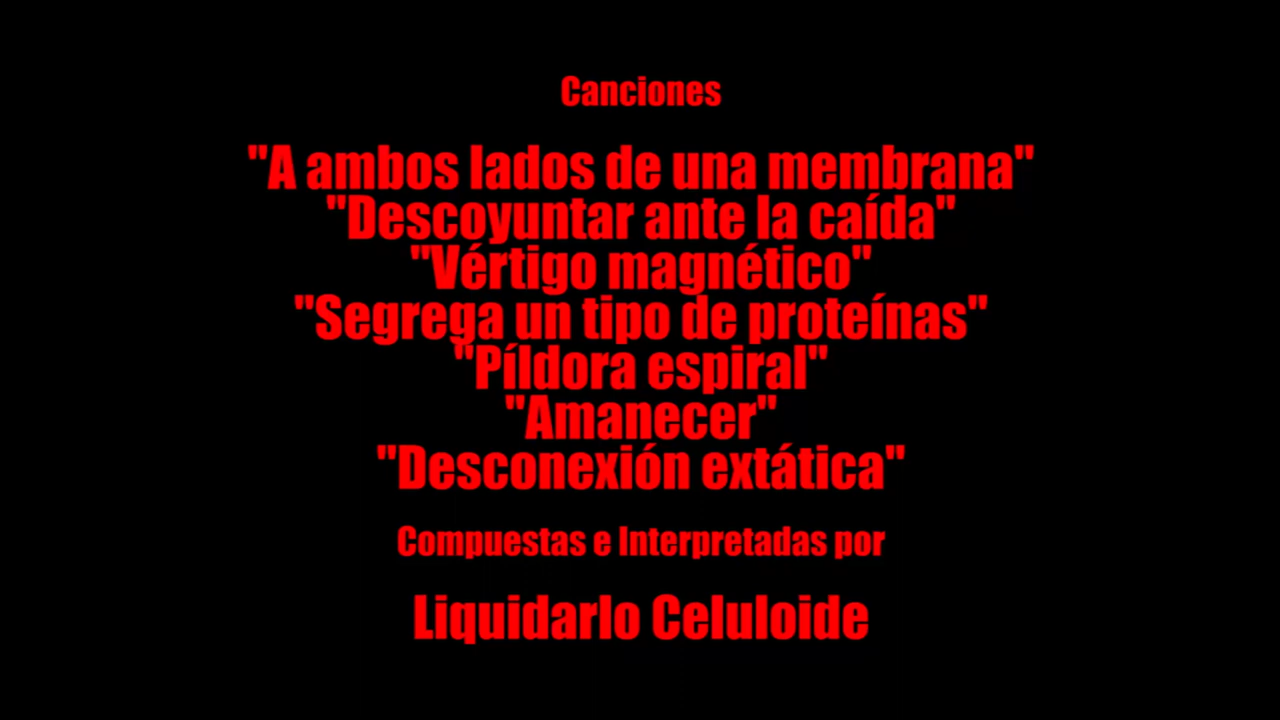 Canciones
"A ambos lados de una membrana"
"Descoyuntar ante la caída"
"Vértigo magnético"
"Segrega un tipo de proteínas"
"Píldora espiral"
"Amanecer"
"Desconexión extática"
Compuestas e Interpretadas por
Liquidarlo Celuloide